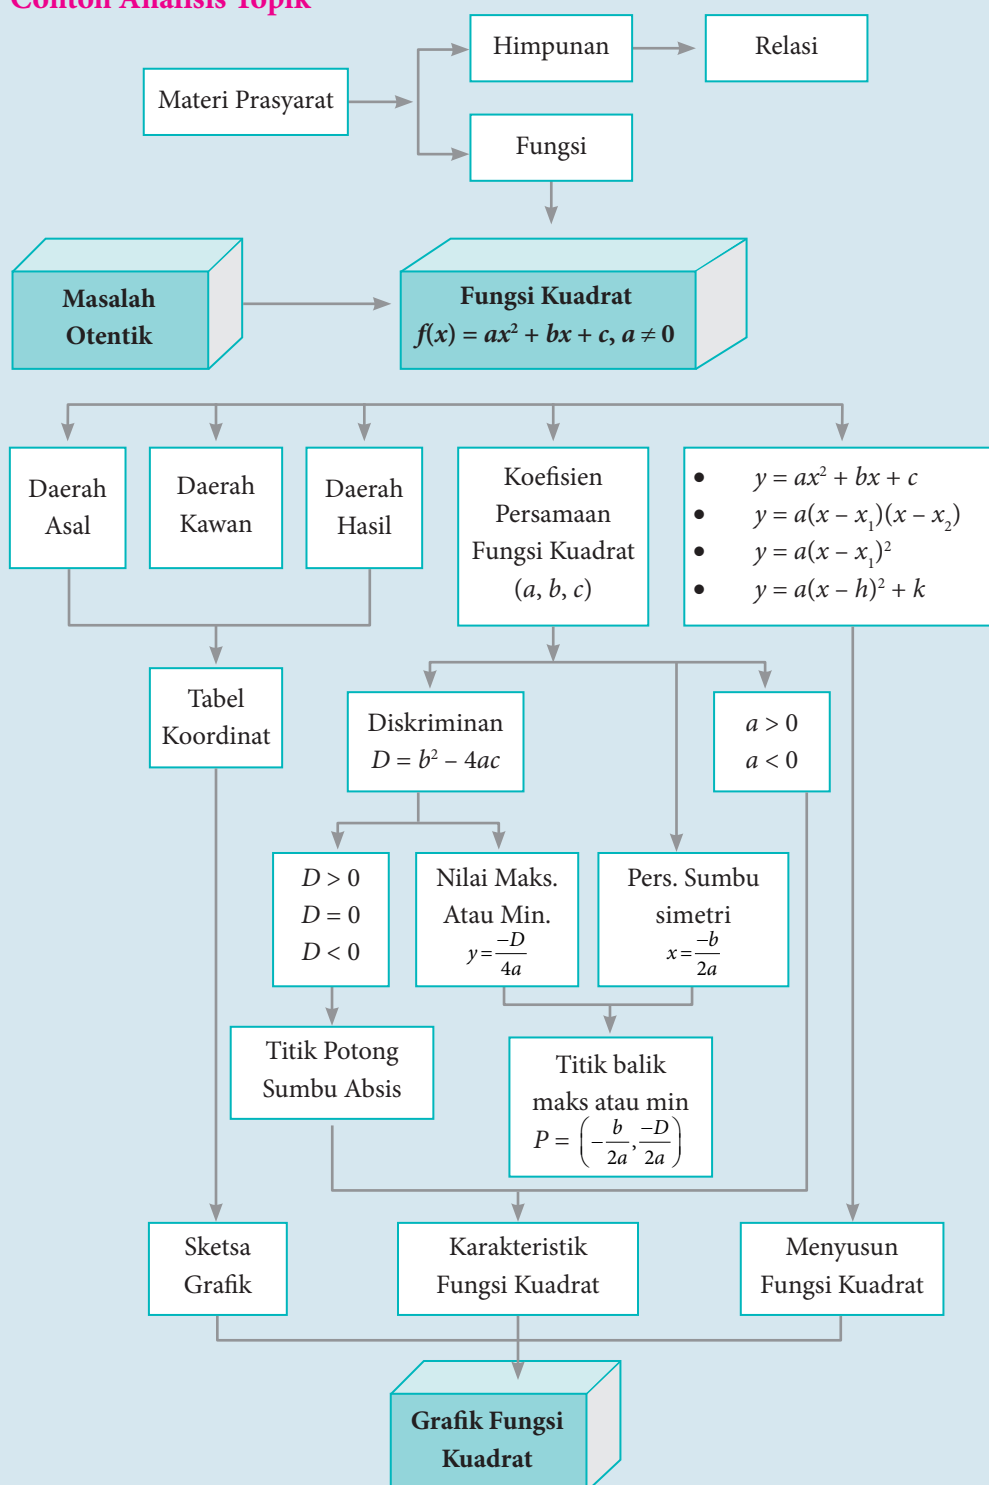 Contoh Analisis Topik
Himpunan
Relasi
Materi Prasyarat
Fungsi
Masalah
Otentik
Fungsi Kuadrat
f(x) = ax² + bx + c, a ≠ 0
Daerah
Asal
Daerah
Kawan
Daerah
Hasil
Koefisien
Persamaan
Fungsi Kuadrat
(a, b, c)
• y = ax² + bx + c
• y = a(x – x₁)(x – x₂)
• y = a(x – x₁)²
• y = a(x – h)² + k
Tabel
Koordinat
Diskriminan
D = b² – 4ac
a > 0
a < 0
D > 0
D = 0
D < 0
Nilai Maks.
Atau Min.
y = -D/4a
Pers. Sumbu
simetri
x = -b/2a
Titik Potong
Sumbu Absis
Titik balik
maks atau min
P = (-b/2a, -D/2a)
Sketsa
Grafik
Karakteristik
Fungsi Kuadrat
Menyusun
Fungsi Kuadrat
Grafik Fungsi
Kuadrat